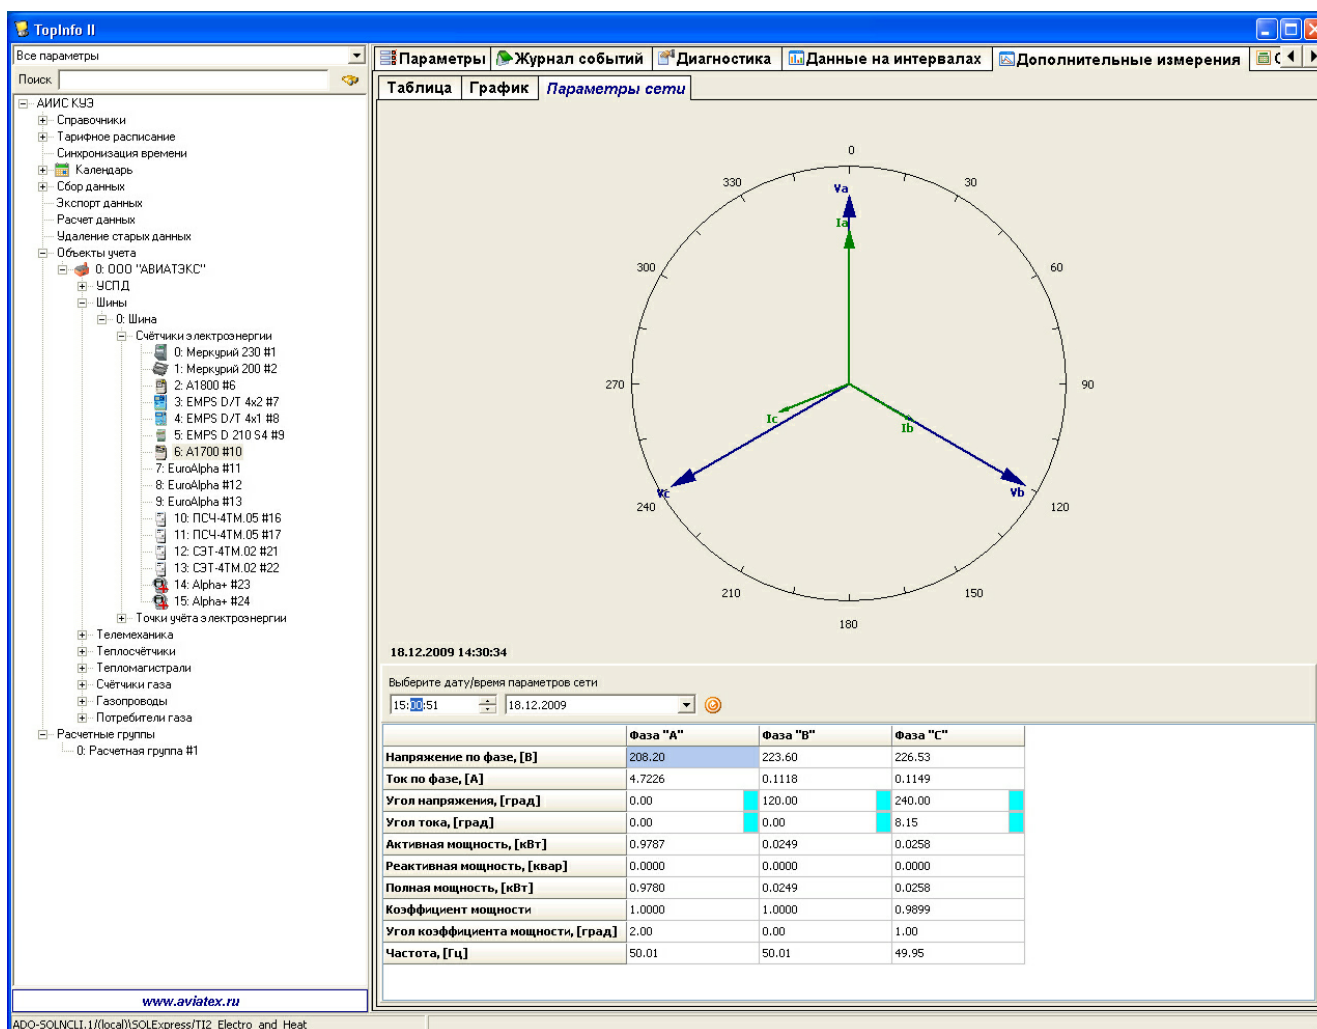 TopInfo II
Все параметры
Поиск
АИИС КУЭ
Справочники
Тарифное расписание
Синхронизация времени
Календарь
Сбор данных
Экспорт данных
Расчет данных
Удаление старых данных
Объекты учета
0: ООО "АВИАТЭКС"
УСПД
Шины
0: Шина
Счётчики электроэнергии
0: Меркурий 230 #1
1: Меркурий 200 #2
2: A1800 #6
3: EMPS D/T 4x2 #7
4: EMPS D/T 4x1 #8
5: EMPS D 210 S4 #9
6: A1700 #10
7: EuroAlpha #11
8: EuroAlpha #12
9: EuroAlpha #13
10: ПСЧ-4ТМ.05 #16
11: ПСЧ-4ТМ.05 #17
12: СЭТ-4ТМ.02 #21
13: СЭТ-4ТМ.02 #22
14: Alpha+ #23
15: Alpha+ #24
Точки учёта электроэнергии
Телемеханика
Теплосчётчики
Тепломагистрали
Счётчики газа
Газопроводы
Потребители газа
Расчетные группы
0: Расчетная группа #1
www.aviatex.ru
Параметры Журнал событий Диагностика Данные на интервалах Дополнительные измерения
Таблица График Параметры сети
0
330 30
Va
Ia
300 60
270 90
Ic Ib
Vc Vb
240 120
210 150
180
18.12.2009 14:30:34
Выберите дату/время параметров сети
15:00:51 18.12.2009
Фаза "А" Фаза "В" Фаза "С"
Напряжение по фазе, [В] 208.20 223.60 226.53
Ток по фазе, [А] 4.7226 0.1118 0.1149
Угол напряжения, [град] 0.00 120.00 240.00
Угол тока, [град] 0.00 0.00 8.15
Активная мощность, [кВт] 0.9787 0.0249 0.0258
Реактивная мощность, [квар] 0.0000 0.0000 0.0000
Полная мощность, [кВт] 0.9780 0.0249 0.0258
Коэффициент мощности 1.0000 1.0000 0.9899
Угол коэффициента мощности, [град] 2.00 0.00 1.00
Частота, [Гц] 50.01 50.01 49.95
ADO-SQLNCLI.1/(local)\SQLExpress/TI2_Electro_and_Heat